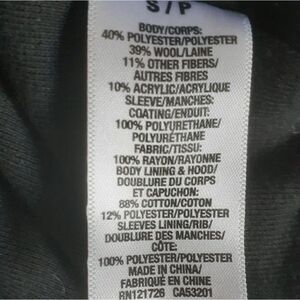 S / P
BODY/CORPS:
40% POLYESTER/POLYESTER
39% WOOL/LAINE
11% OTHER FIBERS/
AUTRES FIBRES
10% ACRYLIC/ACRYLIQUE
SLEEVE/MANCHES:
COATING/ENDUIT:
100% POLYURETHANE/
POLYURÉTHANE
FABRIC/TISSU:
100% RAYON/RAYONNE
BODY LINING & HOOD/
DOUBLURE DU CORPS
ET CAPUCHON:
88% COTTON/COTON
12% POLYESTER/POLYESTER
SLEEVES LINING/RIB/
DOUBLURE DES MANCHES/
CÔTE:
100% POLYESTER/POLYESTER
MADE IN CHINA/
FABRIQUÉ EN CHINE
RN121726 CA53201